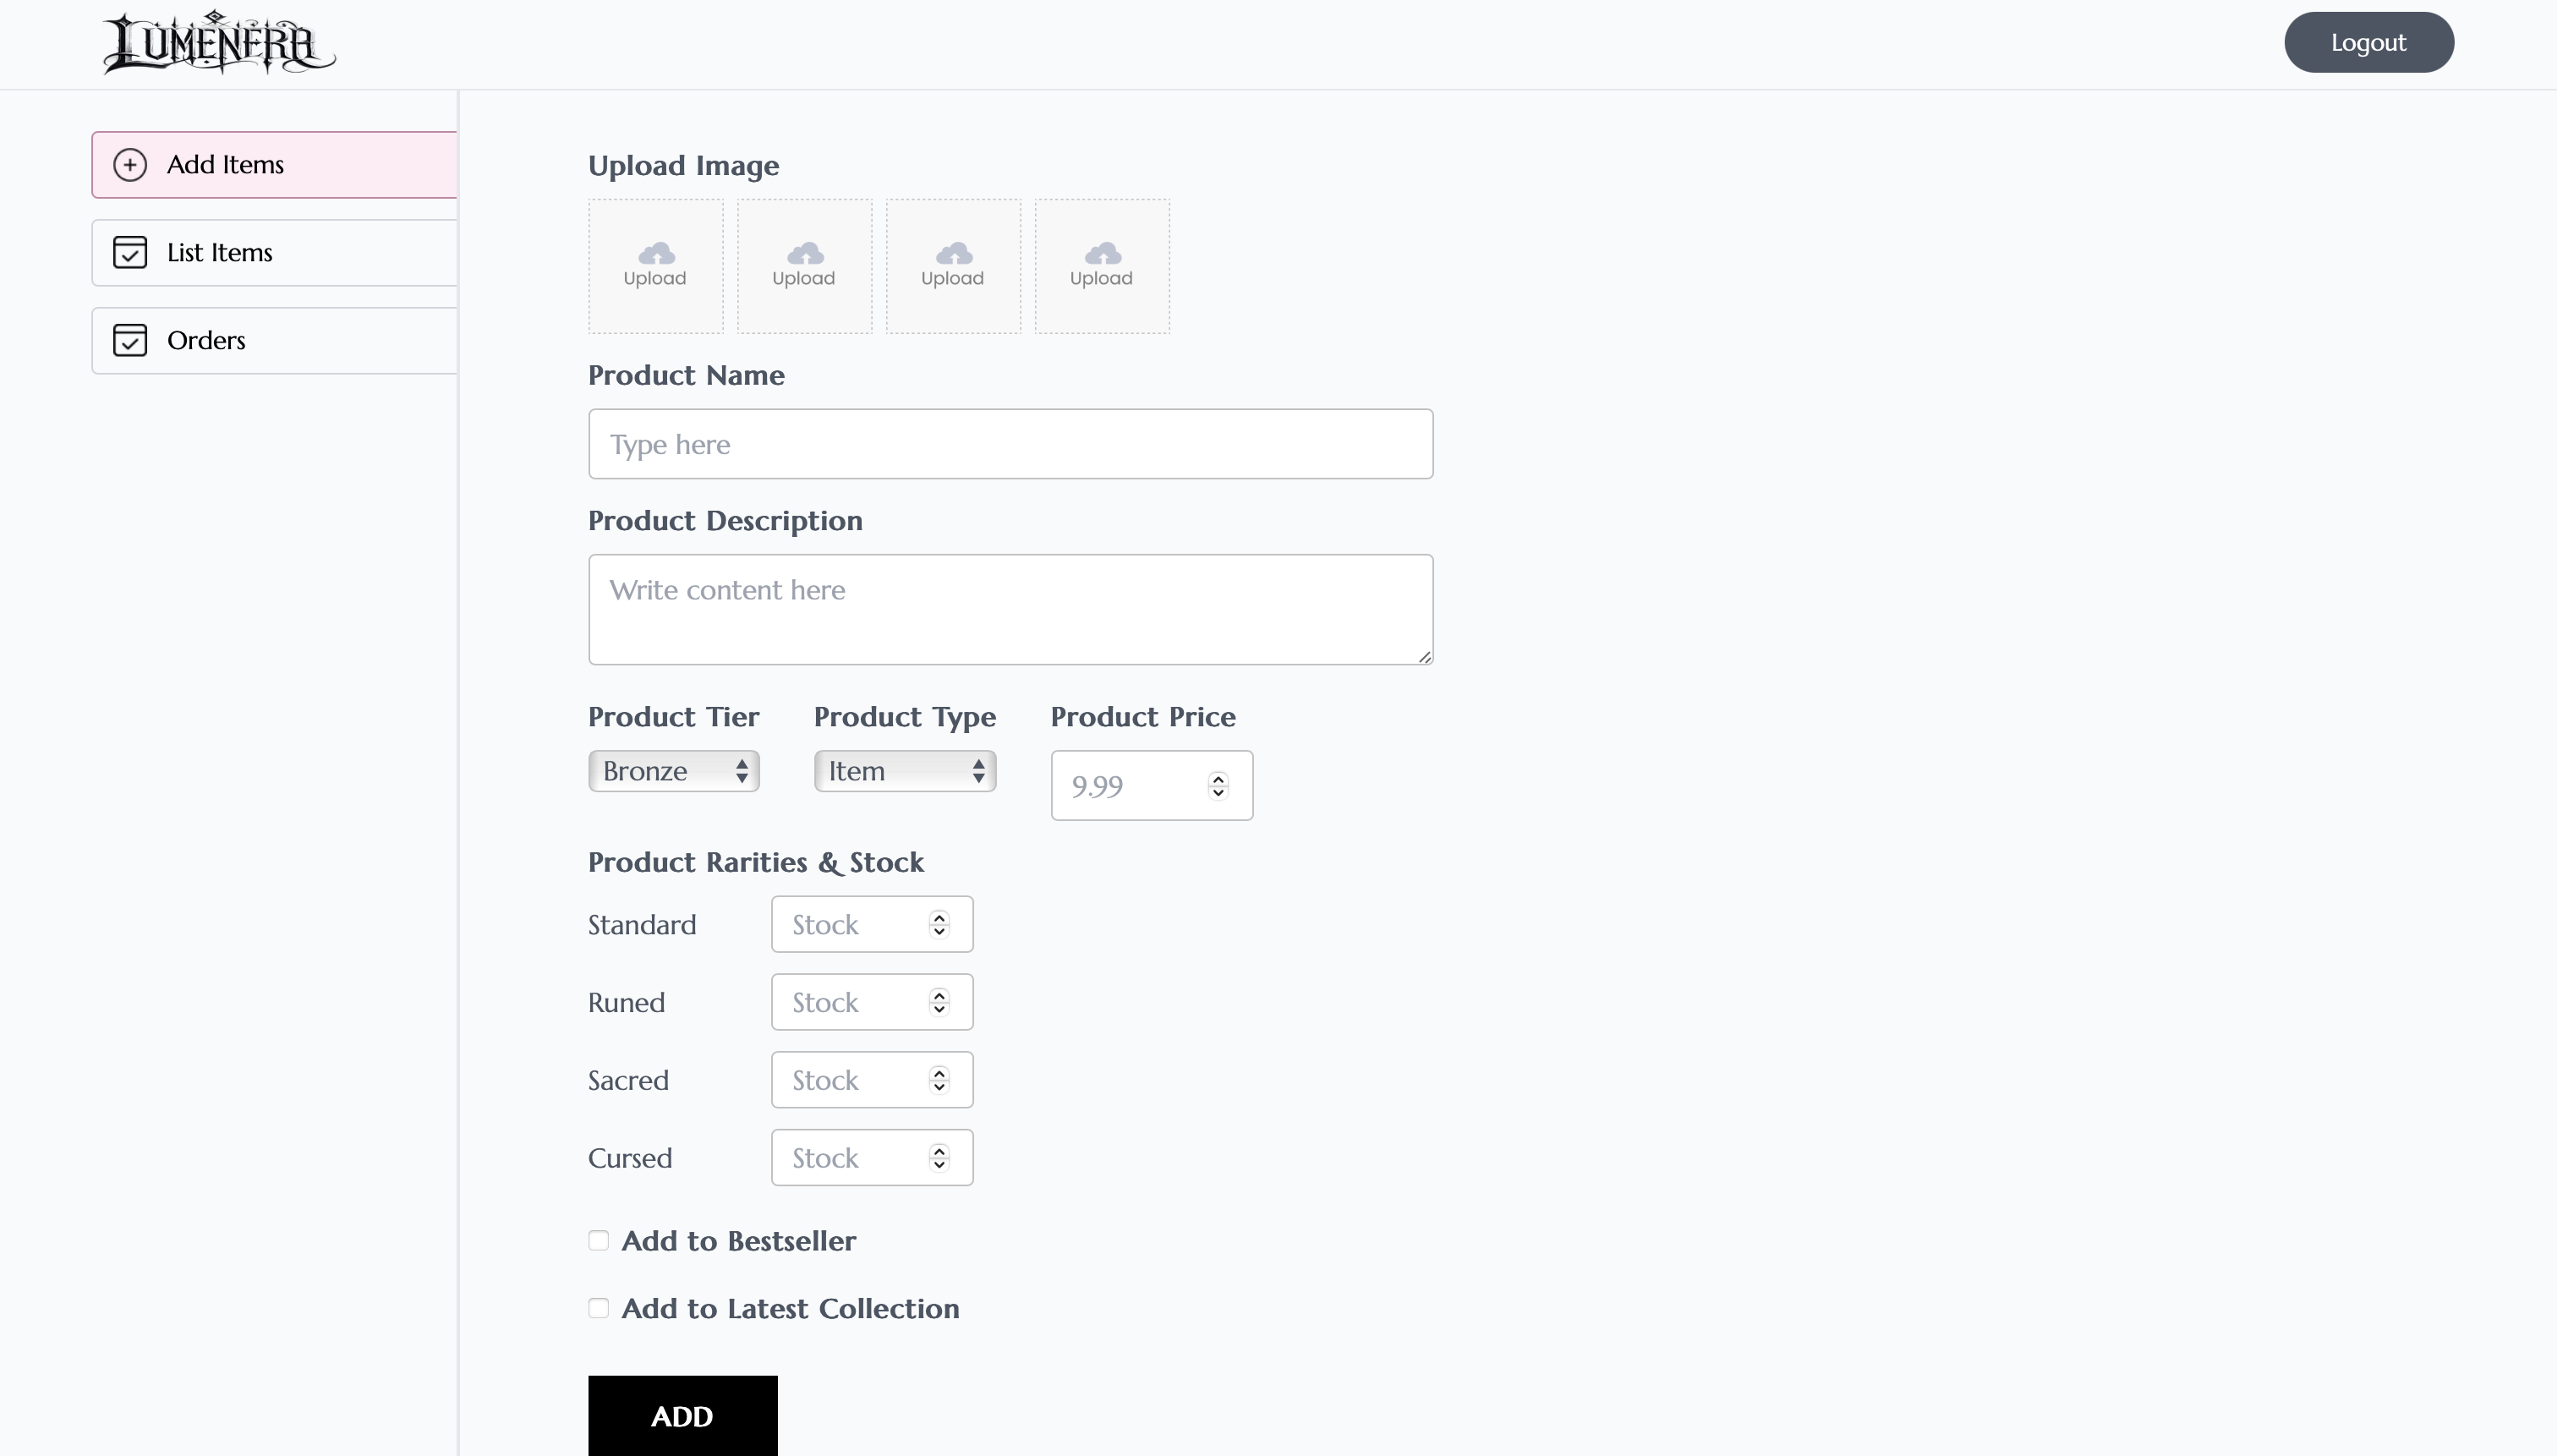 LUMENERA
Logout
Add Items
List Items
Orders
Upload Image
Upload Upload Upload Upload
Product Name
Type here
Product Description
Write content here
Product Tier Product Type Product Price
Bronze Item 9.99
Product Rarities & Stock
Standard Stock
Runed Stock
Sacred Stock
Cursed Stock
Add to Bestseller
Add to Latest Collection
ADD